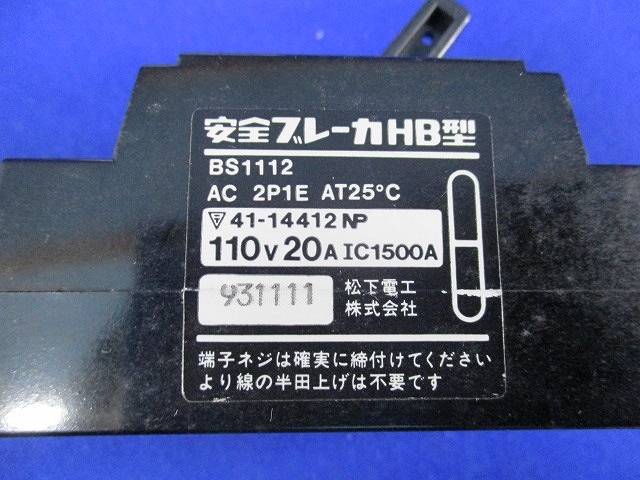 安全ブレーカHB型
BS1112
AC 2P1E AT25°C
41-14412 NP
110V 20A IC1500A
931111
松下電工
株式会社
端子ネジは確実に締付けてください
より線の半田上げは不要です